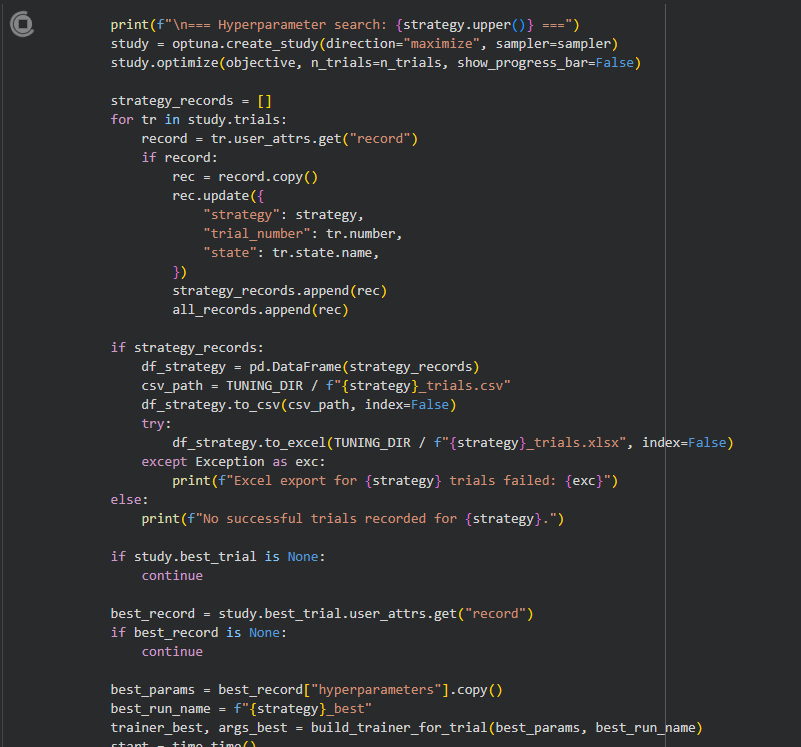 print(f"\n=== Hyperparameter search: {strategy.upper()} ===")
study = optuna.create_study(direction="maximize", sampler=sampler)
study.optimize(objective, n_trials=n_trials, show_progress_bar=False)
strategy_records = []
for tr in study.trials:
    record = tr.user_attrs.get("record")
    if record:
        rec = record.copy()
        rec.update({
            "strategy": strategy,
            "trial_number": tr.number,
            "state": tr.state.name,
        })
        strategy_records.append(rec)
        all_records.append(rec)
if strategy_records:
    df_strategy = pd.DataFrame(strategy_records)
    csv_path = TUNING_DIR / f"{strategy}_trials.csv"
    df_strategy.to_csv(csv_path, index=False)
    try:
        df_strategy.to_excel(TUNING_DIR / f"{strategy}_trials.xlsx", index=False)
    except Exception as exc:
        print(f"Excel export for {strategy} trials failed: {exc}")
else:
    print(f"No successful trials recorded for {strategy}.")
if study.best_trial is None:
    continue
best_record = study.best_trial.user_attrs.get("record")
if best_record is None:
    continue
best_params = best_record["hyperparameters"].copy()
best_run_name = f"{strategy}_best"
trainer_best, args_best = build_trainer_for_trial(best_params, best_run_name)
start = time.time()